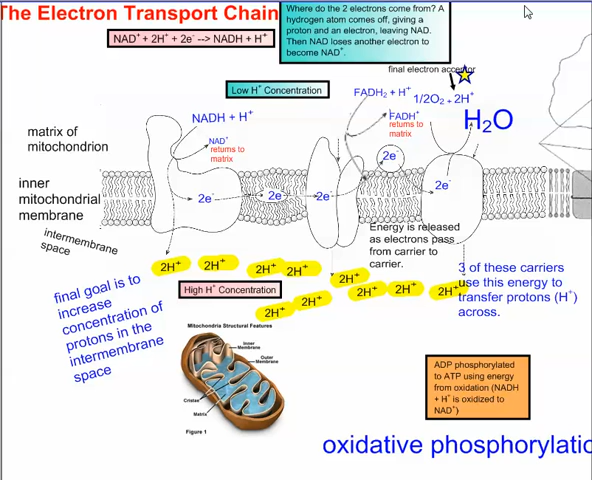 The Electron Transport Chain
Where do the 2 electrons come from? A
hydrogen atom comes off, giving a
proton and an electron, leaving NAD.
Then NAD loses another electron to
become NAD⁺.
NAD⁺ + 2H⁺ + 2e⁻ --> NADH + H⁺
final electron acceptor
Low H⁺ Concentration
FADH₂ + H⁺
1/2O₂ + 2H⁺
NADH + H⁺
FADH⁺
returns to
matrix
H₂O
matrix of
mitochondrion
NAD⁺
returns to
matrix
2e⁻
inner
mitochondrial
membrane
2e⁻
2e⁻
2e⁻
2e⁻
intermembrane
space
Energy is released
as electrons pass
from carrier to
carrier.
2H⁺
2H⁺
2H⁺
2H⁺
2H⁺
2H⁺
2H⁺
2H⁺
2H⁺
2H⁺
3 of these carriers
use this energy to
transfer protons (H⁺)
across.
High H⁺ Concentration
final goal is to
increase
concentration of
protons in the
intermembrane
space
Mitochondria Structural Features
Inner
Membrane
Outer
Membrane
Cristae
Matrix
Figure 1
ADP phosphorylated
to ATP using energy
from oxidation (NADH
+ H⁺ is oxidized to
NAD⁺)
oxidative phosphorylatio